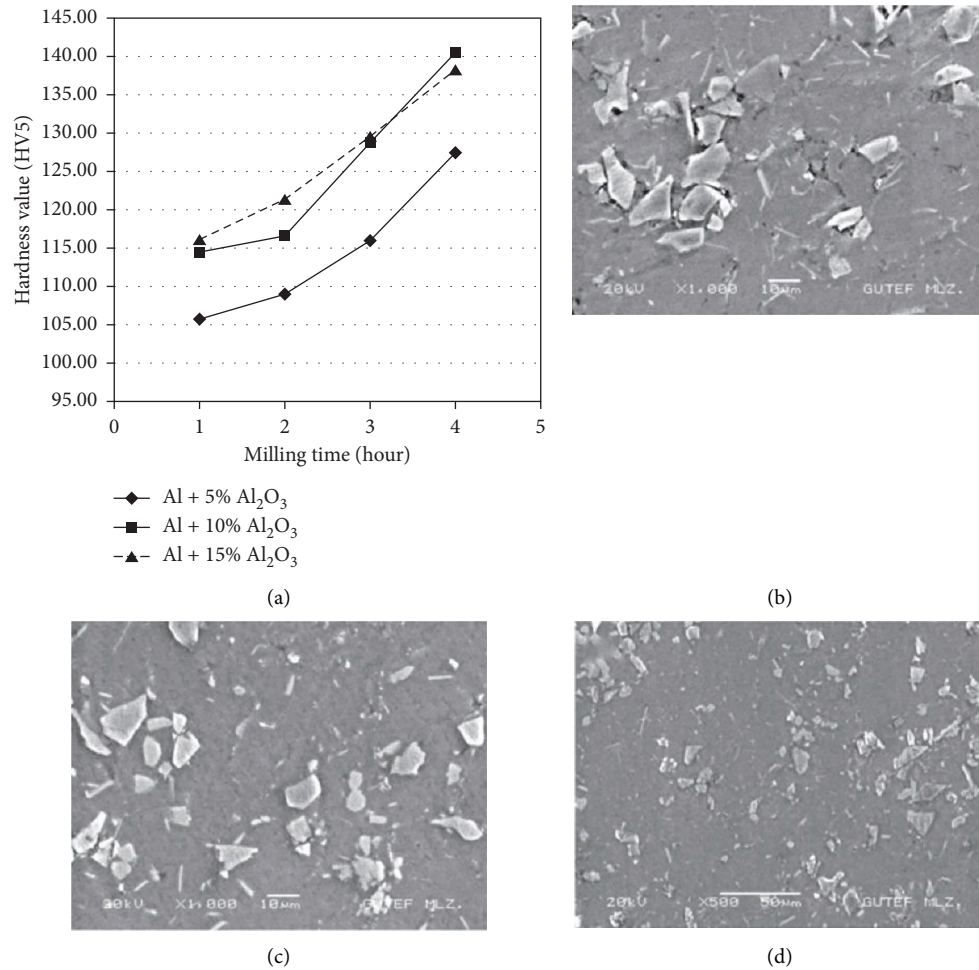 145.00
140.00
135.00
130.00
125.00
120.00
115.00
110.00
105.00
100.00
95.00
Hardness value (HV5)
0 1 2 3 4 5
Milling time (hour)
Al + 5% Al₂O₃
Al + 10% Al₂O₃
Al + 15% Al₂O₃
(a)
20kV X1,000 10μm GUTEF MLZ.
(b)
20kV X1,000 10μm GUTEF MLZ.
(c)
20kV X500 50μm GUTEF MLZ.
(d)